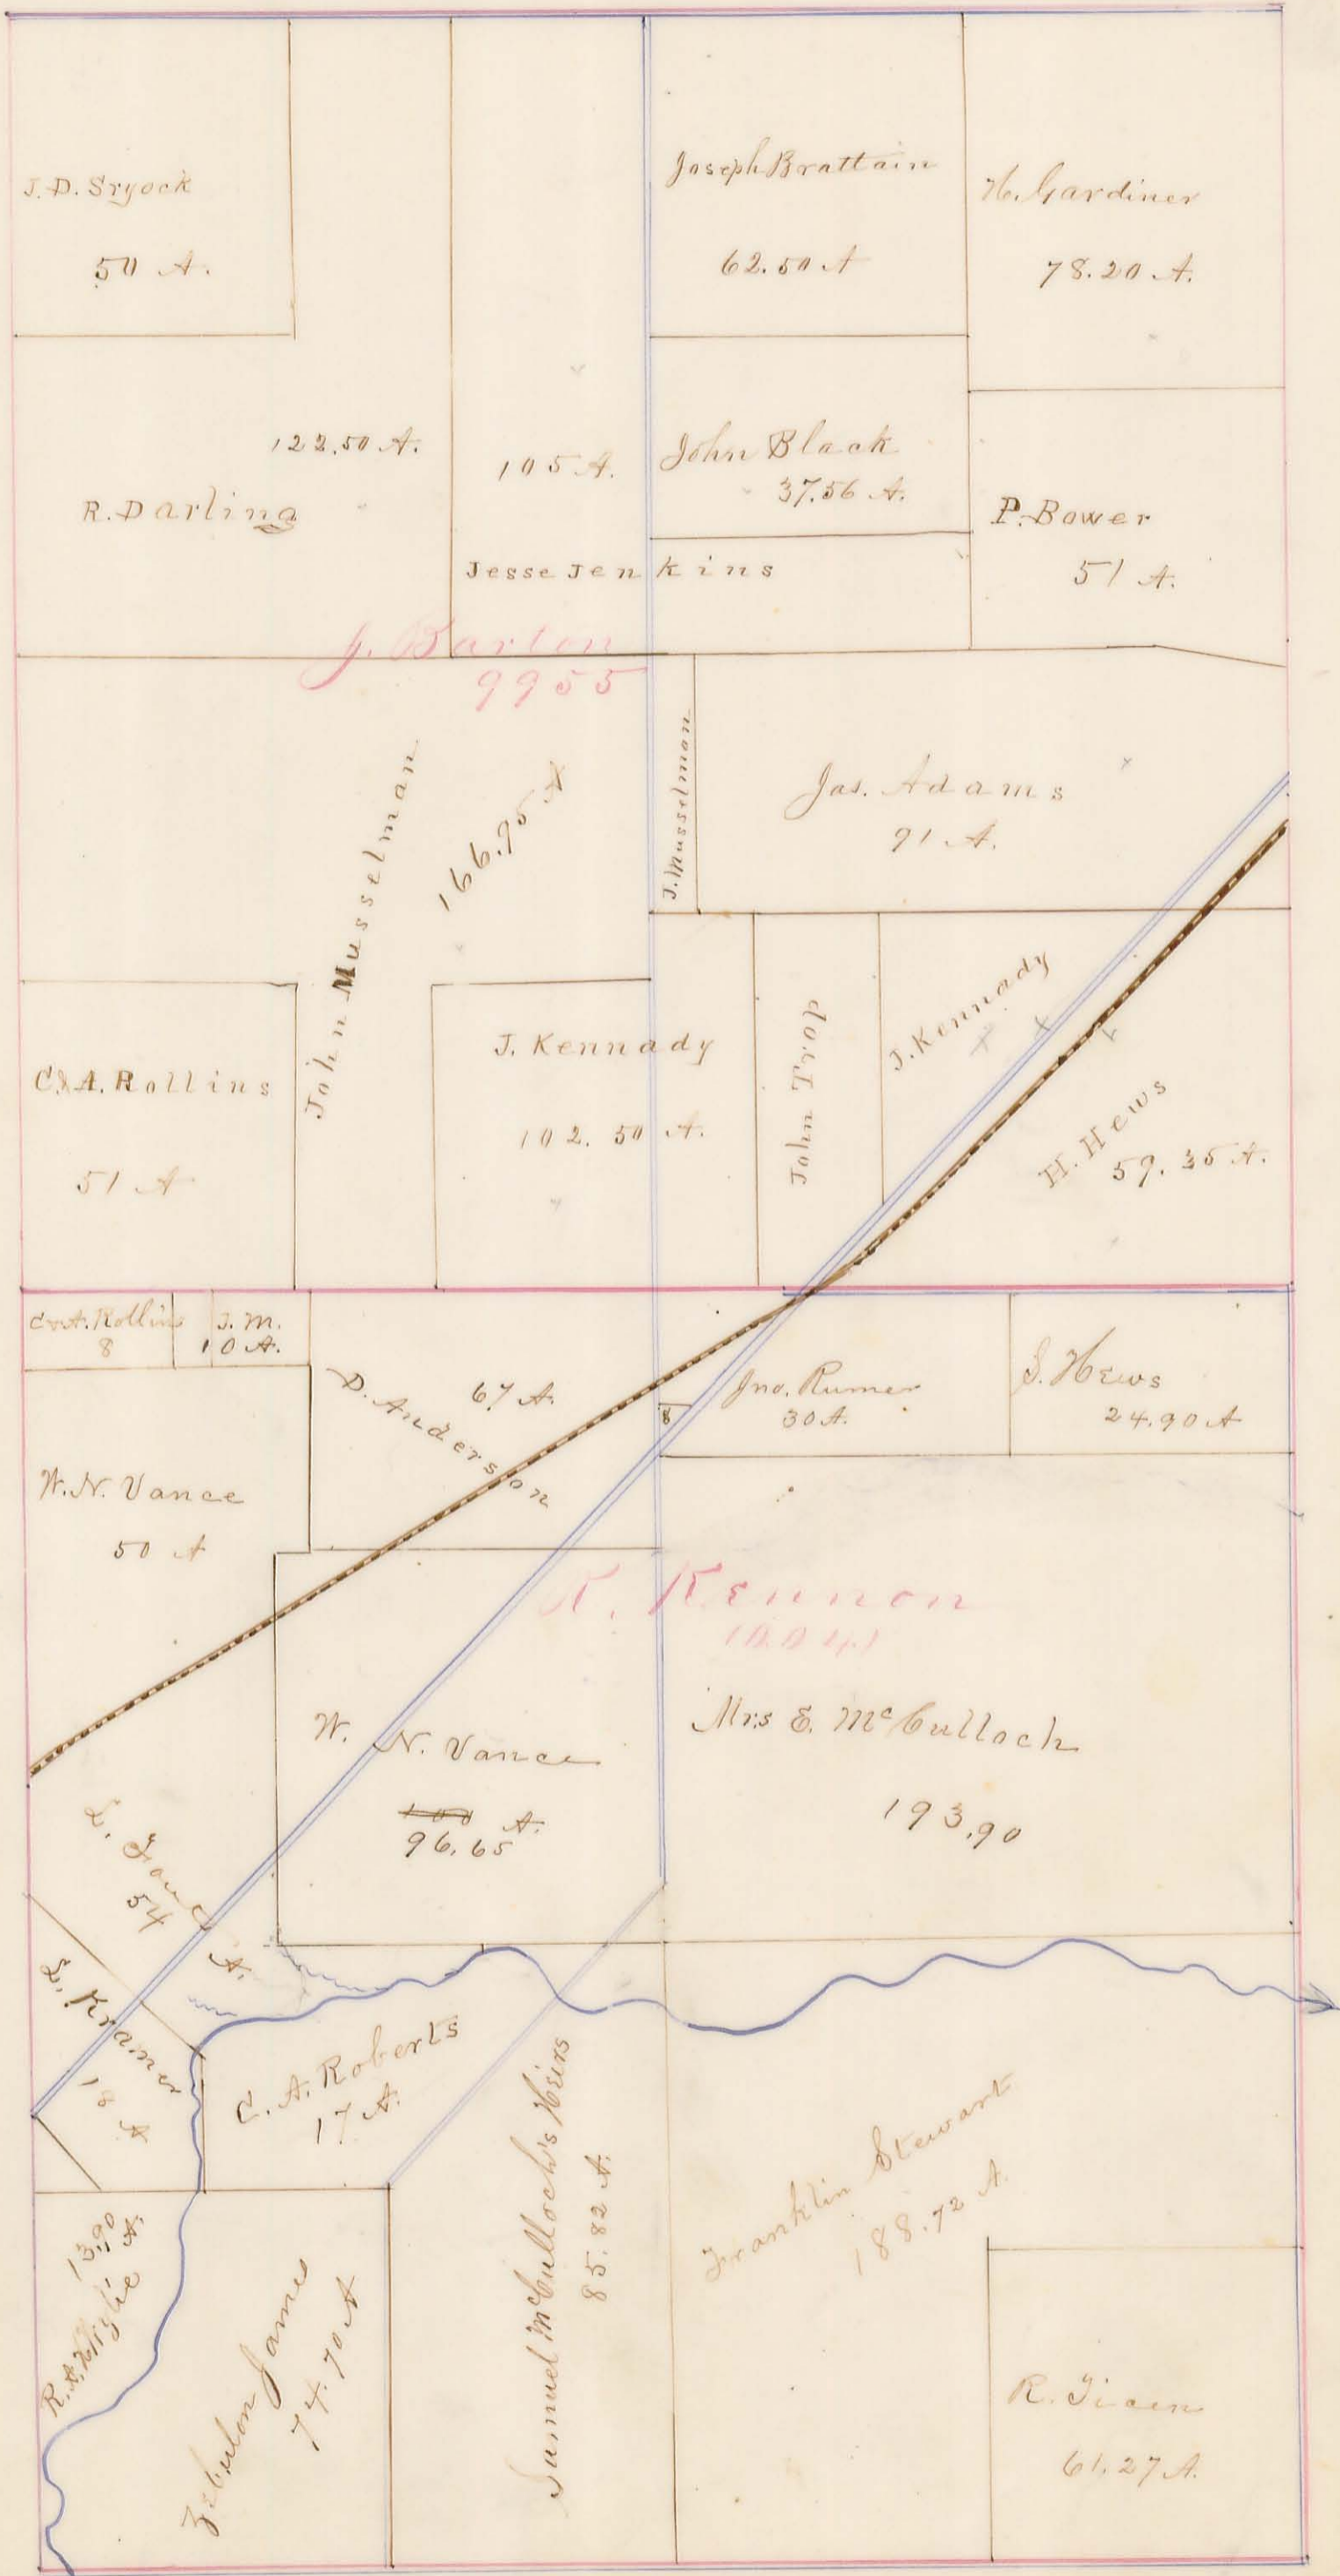 J. D. Sryock
50 A.
Joseph Brattain
62.50 A
H. Gardiner
78.20 A.
122.50 A.
R. Darling
105 A.
Jesse Jenkins
John Black
37.56 A.
P. Bower
51 A.
J. Barton
9955
John Musselman
166.75 A
J. Musselman
Jas. Adams
91 A.
C. & A. Rollins
51 A
J. Kennady
102.50 A.
John Trop
J. Kennady
H. Hews
59.35 A.
C & A. Rollins
8
J. M.
10 A.
D. Anderson
67 A.
8
Jno. Rumer
30 A.
S. Hews
24.90 A
W. N. Vance
50 A
K. Kennon
W. N. Vance
100 A.
96.65
Mrs E. McCulloch
193.90
54 A.
L. Kramer
18 A
C. A. Roberts
17 A.
Samuel McCulloch's Heirs
85.82 A.
Franklin Stewart
188.72 A.
13.90 A.
Zebulon James
74.70 A
61.27 A.